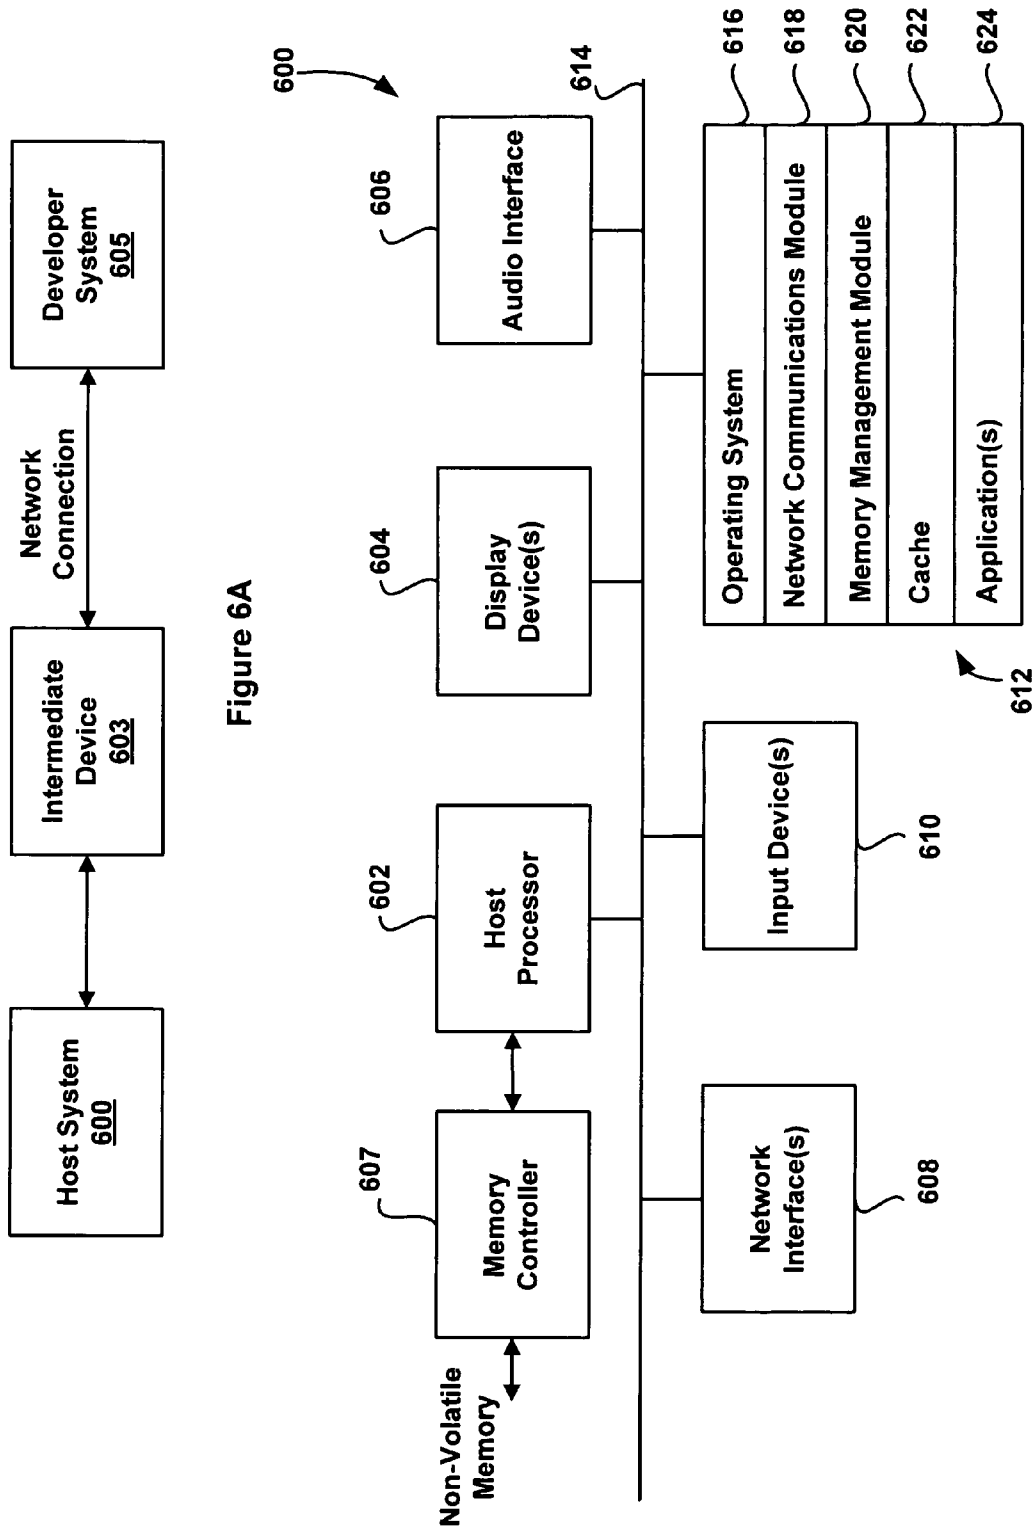 Host System
600
Intermediate
Device
603
Network
Connection
Developer
System
605
Figure 6A
600
Non-Volatile
Memory
607
Memory
Controller
602
Host
Processor
604
Display
Device(s)
606
Audio Interface
614
Network
Interface(s)
608
Input Device(s)
610
612
Operating System
616
Network Communications Module
618
Memory Management Module
620
Cache
622
Application(s)
624